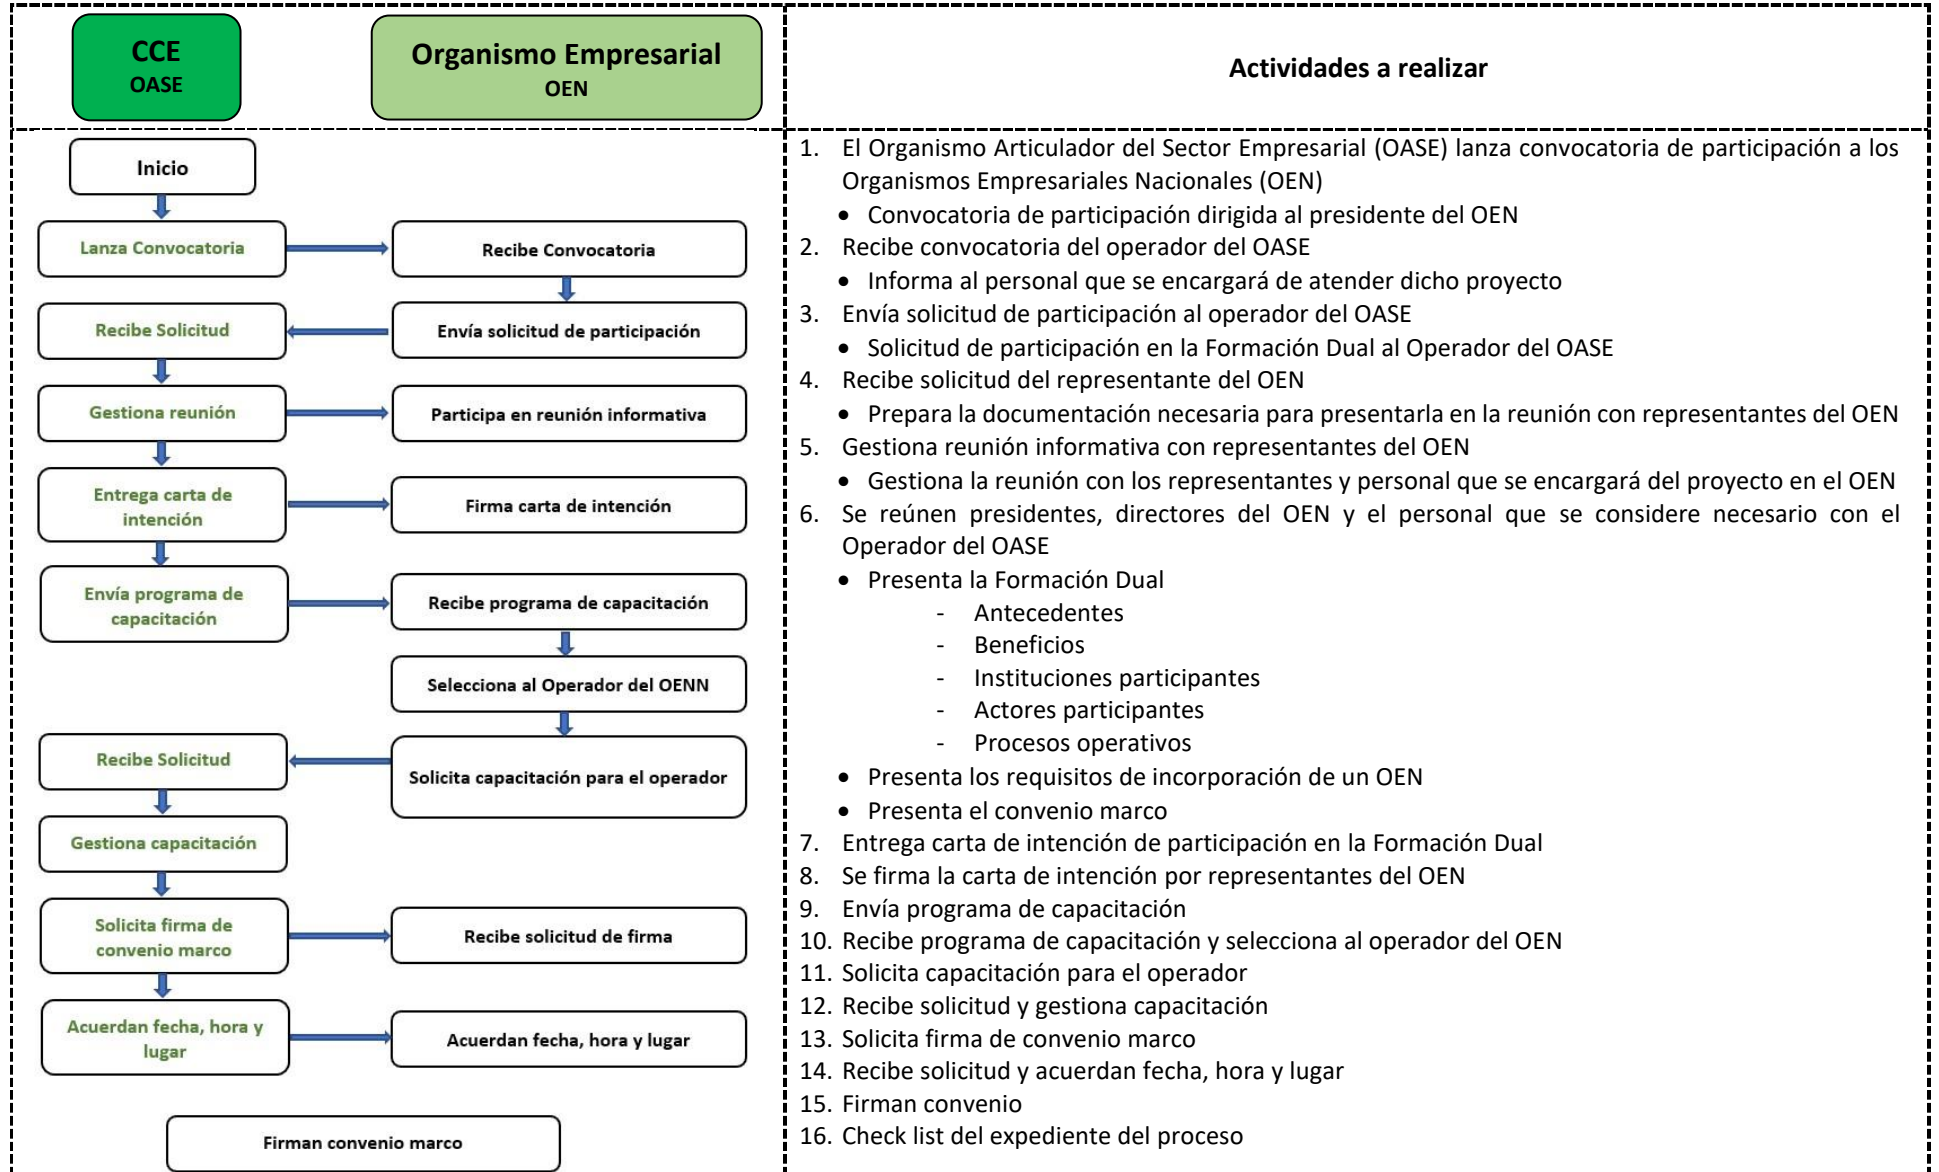 CCE
OASE
Organismo Empresarial
OEN
Actividades a realizar
Inicio
Lanza Convocatoria
Recibe Convocatoria
Recibe Solicitud
Envía solicitud de participación
Gestiona reunión
Participa en reunión informativa
Entrega carta de
intención
Firma carta de intención
Envía programa de
capacitación
Recibe programa de capacitación
Selecciona al Operador del OENN
Recibe Solicitud
Solicita capacitación para el operador
Gestiona capacitación
Solicita firma de
convenio marco
Recibe solicitud de firma
Acuerdan fecha, hora y
lugar
Acuerdan fecha, hora y lugar
Firman convenio marco
1. El Organismo Articulador del Sector Empresarial (OASE) lanza convocatoria de participación a los
Organismos Empresariales Nacionales (OEN)
• Convocatoria de participación dirigida al presidente del OEN
2. Recibe convocatoria del operador del OASE
• Informa al personal que se encargará de atender dicho proyecto
3. Envía solicitud de participación al operador del OASE
• Solicitud de participación en la Formación Dual al Operador del OASE
4. Recibe solicitud del representante del OEN
• Prepara la documentación necesaria para presentarla en la reunión con representantes del OEN
5. Gestiona reunión informativa con representantes del OEN
• Gestiona la reunión con los representantes y personal que se encargará del proyecto en el OEN
6. Se reúnen presidentes, directores del OEN y el personal que se considere necesario con el
Operador del OASE
• Presenta la Formación Dual
- Antecedentes
- Beneficios
- Instituciones participantes
- Actores participantes
- Procesos operativos
• Presenta los requisitos de incorporación de un OEN
• Presenta el convenio marco
7. Entrega carta de intención de participación en la Formación Dual
8. Se firma la carta de intención por representantes del OEN
9. Envía programa de capacitación
10. Recibe programa de capacitación y selecciona al operador del OEN
11. Solicita capacitación para el operador
12. Recibe solicitud y gestiona capacitación
13. Solicita firma de convenio marco
14. Recibe solicitud y acuerdan fecha, hora y lugar
15. Firman convenio
16. Check list del expediente del proceso